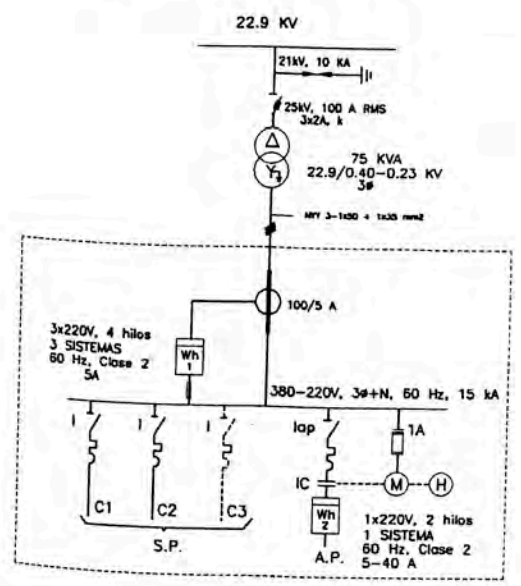 22.9 KV
21kV, 10 KA
25kV, 100 A RMS
3x2A, k
Δ
Y
75 KVA
22.9/0.40-0.23 KV
3ø
NYY 3-1x50 + 1x35 mm2
100/5 A
3x220V, 4 hilos
3 SISTEMAS
60 Hz, Clase 2
5A
Wh
1
380-220V, 3ø+N, 60 Hz, 15 kA
I
I
I
Iap
1A
IC
M
H
C1
C2
C3
Wh
2
S.P.
A.P.
1x220V, 2 hilos
1 SISTEMA
60 Hz, Clase 2
5-40 A